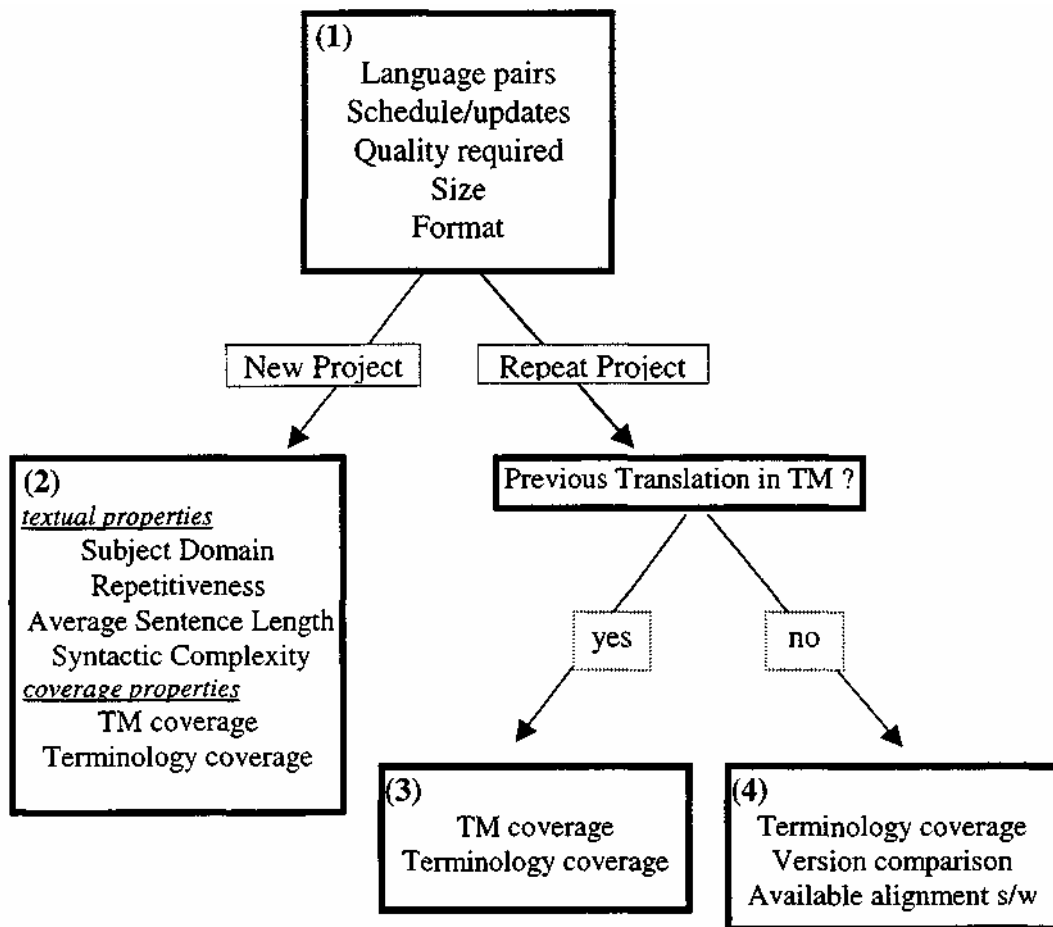 (1)
Language pairs
Schedule/updates
Quality required
Size
Format
New Project
Repeat Project
(2)
textual properties
Subject Domain
Repetitiveness
Average Sentence Length
Syntactic Complexity
coverage properties
TM coverage
Terminology coverage
Previous Translation in TM ?
yes
no
(3)
TM coverage
Terminology coverage
(4)
Terminology coverage
Version comparison
Available alignment s/w